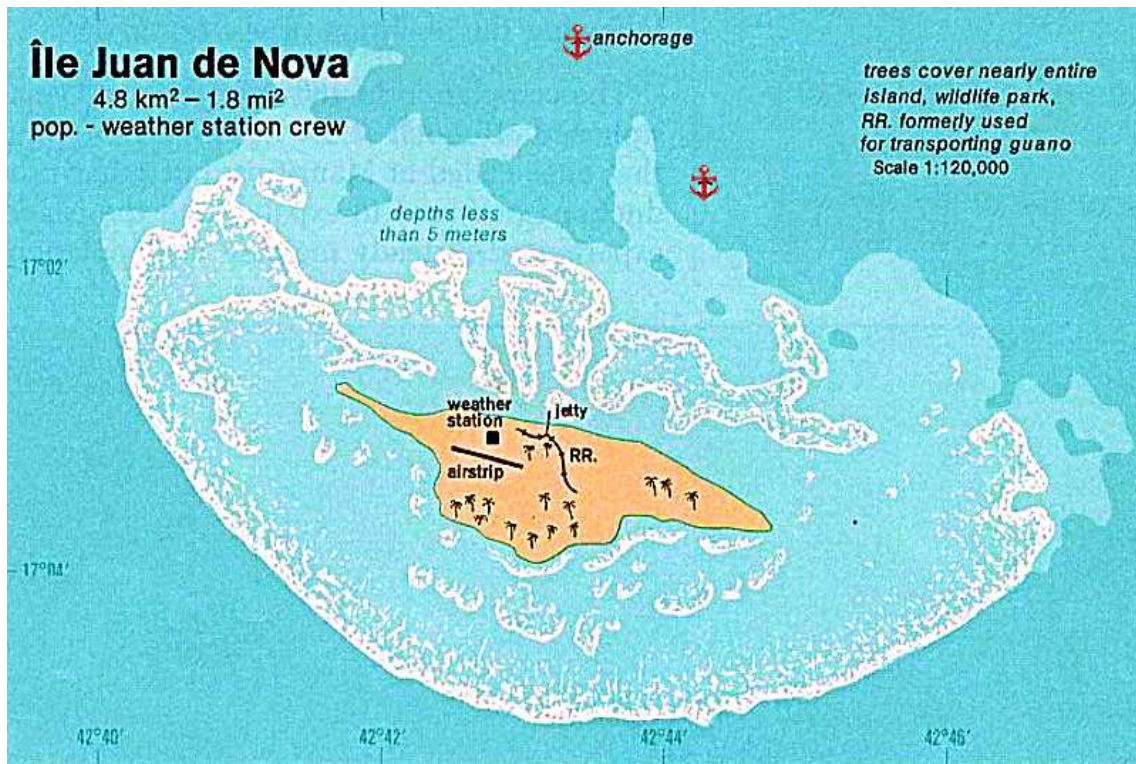 Île Juan de Nova
4.8 km² – 1.8 mi²
pop. - weather station crew
anchorage
trees cover nearly entire
island, wildlife park,
RR. formerly used
for transporting guano
Scale 1:120,000
depths less
than 5 meters
17°02'
weather
station
jetty
RR.
airstrip
17°04'
42°40'
42°42'
42°44'
42°46'